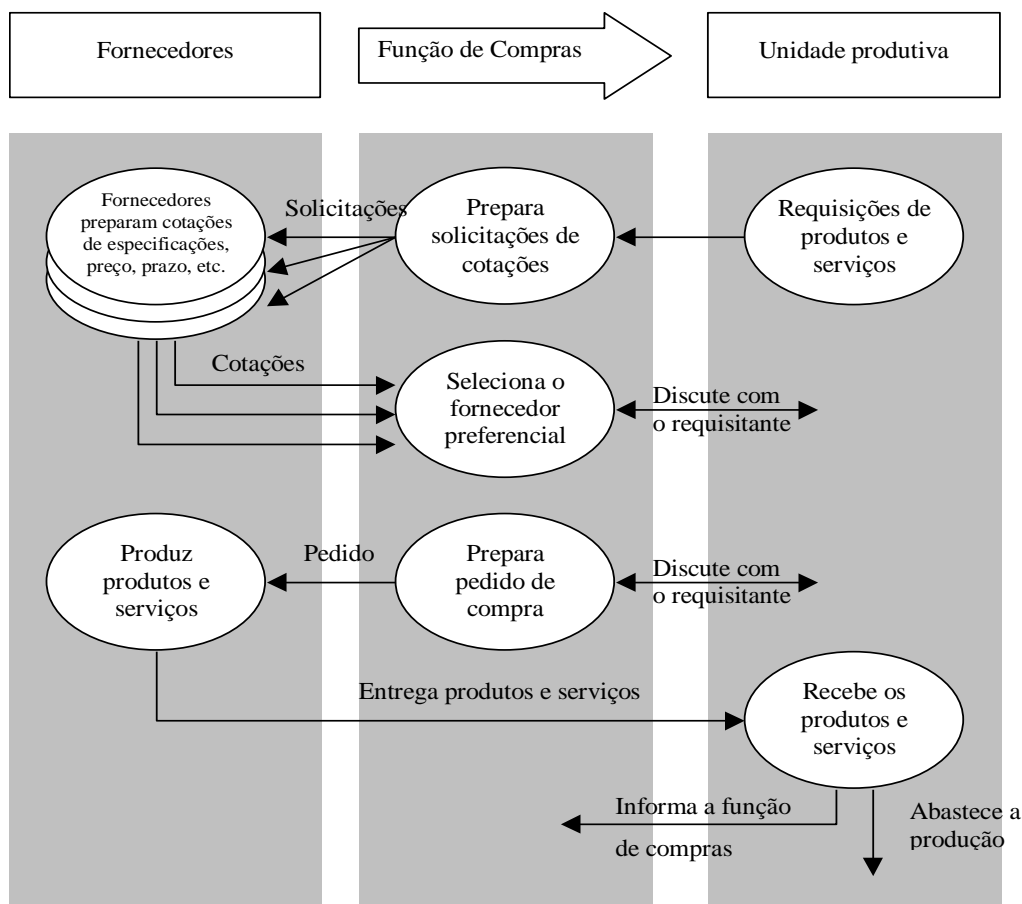 Fornecedores
Função de Compras
Unidade produtiva
Fornecedores
preparam cotações
de especificações,
preço, prazo, etc.
Solicitações
Prepara
solicitações de
cotações
Requisições de
produtos e
serviços
Cotações
Seleciona o
fornecedor
preferencial
Discute com
o requisitante
Produz
produtos e
serviços
Pedido
Prepara
pedido de
compra
Discute com
o requisitante
Entrega produtos e serviços
Recebe os
produtos e
serviços
Informa a função
de compras
Abastece a
produção